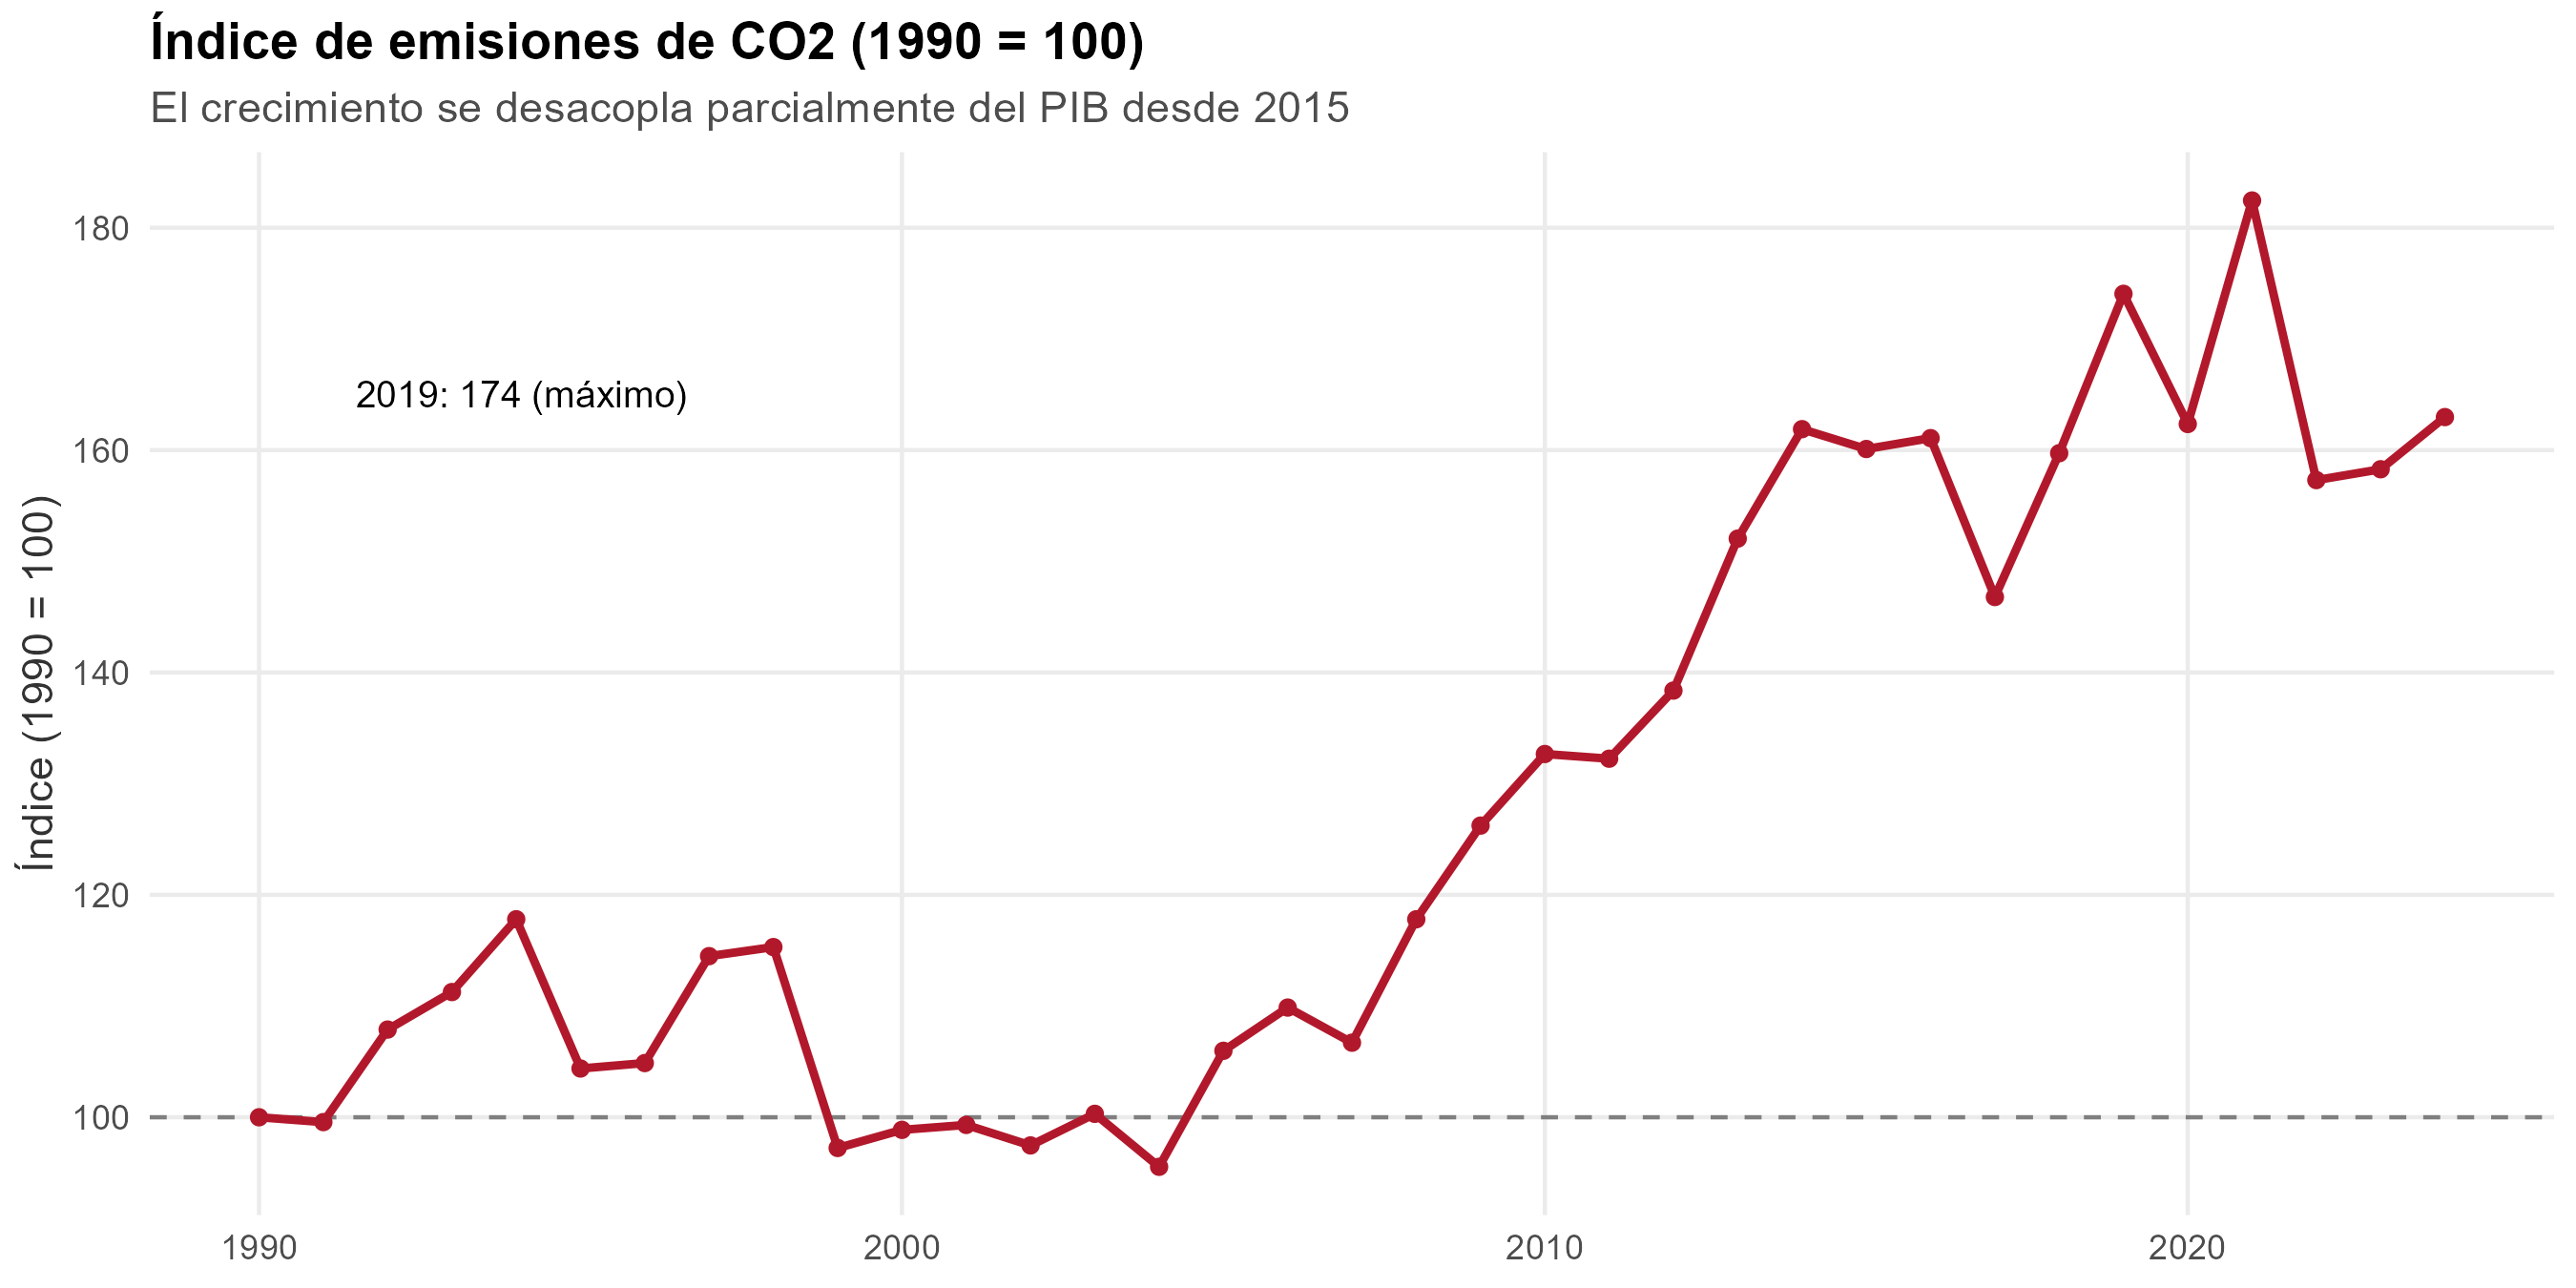 Índice de emisiones de CO2 (1990 = 100)
El crecimiento se desacopla parcialmente del PIB desde 2015
Índice (1990 = 100)
180
160
140
120
100
2019: 174 (máximo)
1990
2000
2010
2020